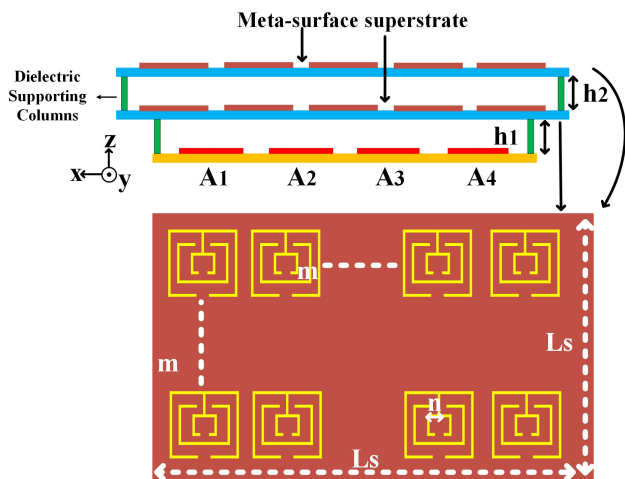 Meta-surface superstrate
Dielectric
Supporting
Columns
h2
h1
z
x
y
A1 A2 A3 A4
m
m
Ls
n
Ls